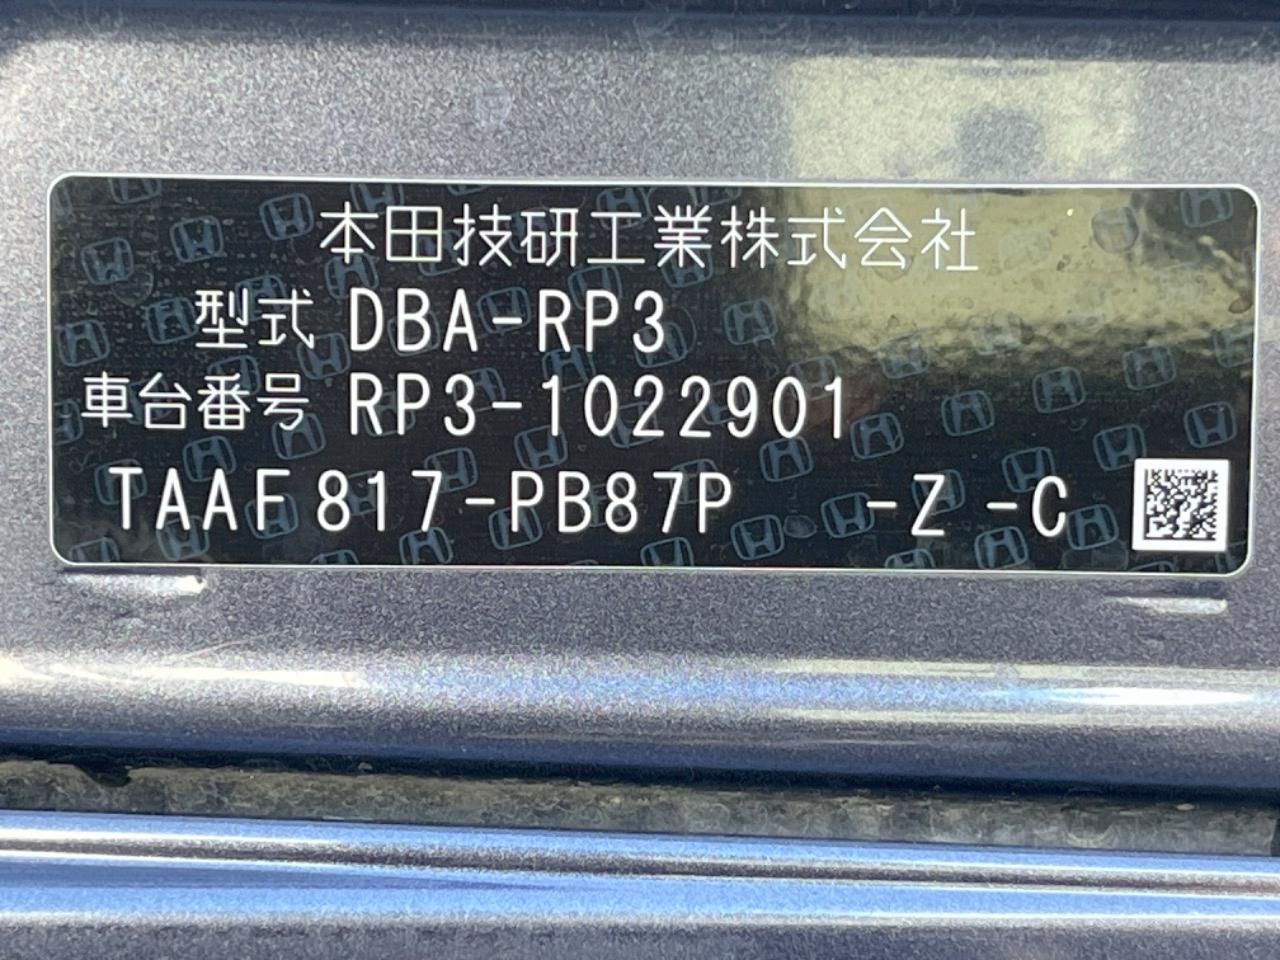 本田技研工業株式会社
型式 DBA-RP3
車台番号 RP3-1022901
TAAF817-PB87P -Z -C